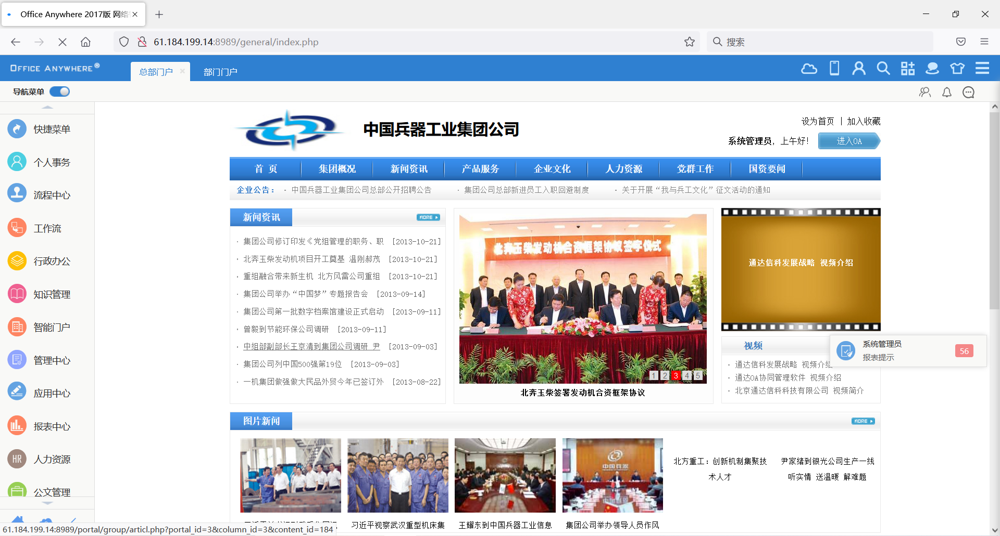 Office Anywhere 2017版 网络
61.184.199.14:8989/general/index.php
搜索
OFFICE ANYWHERE®
总部门户
部门门户
导航菜单
快捷菜单
个人事务
流程中心
工作流
行政办公
知识管理
智能门户
管理中心
应用中心
报表中心
HR 人力资源
公文管理
中国兵器工业集团公司
设为首页 | 加入收藏
系统管理员，上午好！ 进入OA
首 页 集团概况 新闻资讯 产品服务 企业文化 人力资源 党群工作 国资要闻
企业公告： · 中国兵器工业集团公司总部公开招聘公告 · 集团公司总部新进员工入职回避制度 · 关于开展“我与兵工文化”征文活动的通知
新闻资讯 MORE
· 集团公司修订印发《党组管理的职务、职 [2013-10-21]
· 北奔玉柴发动机项目开工奠基 温刚郝茂 [2013-10-21]
· 重组融合带来新生机 北方风雷公司重组 [2013-10-21]
· 集团公司举办“中国梦”专题报告会 [2013-09-14]
· 集团公司第一批数字档案馆建设正式启动 [2013-09-11]
· 曾毅到节能环保公司调研 [2013-09-11]
· 中组部副部长王京清到集团公司调研 尹 [2013-09-03]
· 集团公司列中国500强第19位 [2013-09-03]
· 一机集团做强做大民品外贸今年已签订外 [2013-08-22]
北奔玉柴发动机合资框架协议签字仪式
1 2 3 4 5
北奔玉柴签署发动机合资框架协议
通达信科发展战略 视频介绍
视频
· 通达信科发展战略 视频介绍
· 通达OA协同管理软件 视频介绍
· 北京通达信科科技有限公司 视频简介
系统管理员
报表提示
56
图片新闻 MORE
中国兵器
北方重工：创新机制集聚技
术人才
尹家绪到银光公司生产一线
听实情 送温暖 解难题
习近平视察武汉重型机床集
王耀东到中国兵器工业信息
集团公司举办领导人员作风
61.184.199.14:8989/portal/group/articl.php?portal_id=3&column_id=3&content_id=184